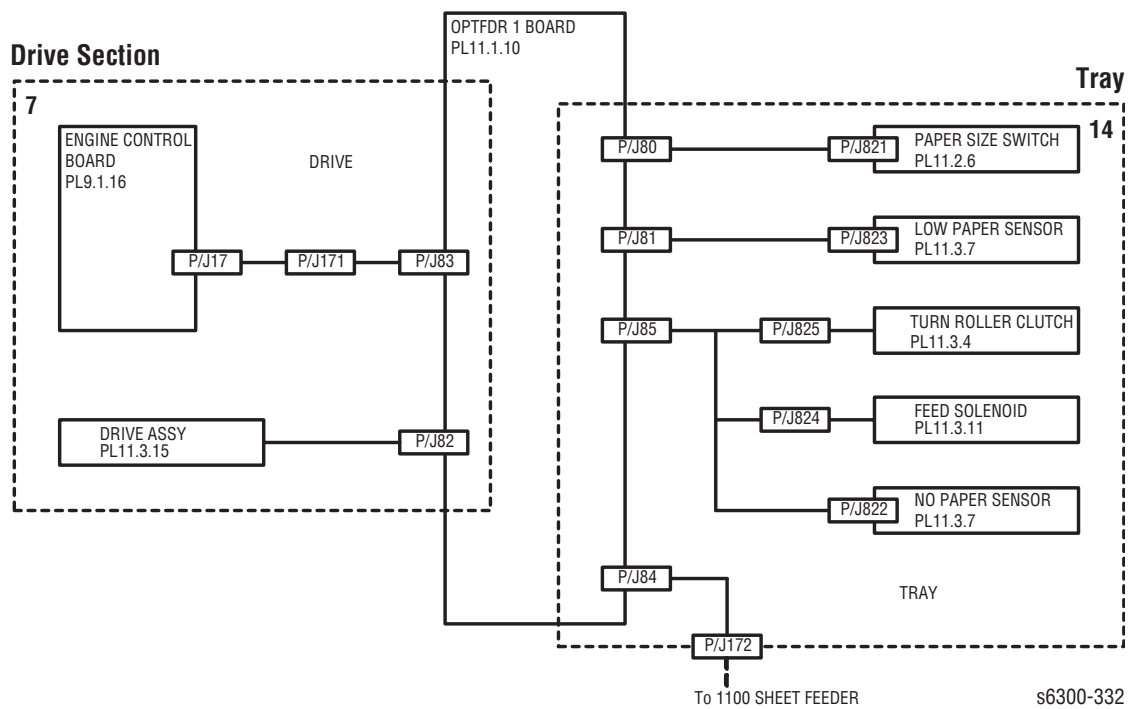 OPTFDR 1 BOARD
PL11.1.10
Drive Section
Tray
7
14
ENGINE CONTROL
BOARD
PL9.1.16
DRIVE
P/J80
P/J821
PAPER SIZE SWITCH
PL11.2.6
P/J81
P/J823
LOW PAPER SENSOR
PL11.3.7
P/J17
P/J171
P/J83
P/J85
P/J825
TURN ROLLER CLUTCH
PL11.3.4
P/J824
FEED SOLENOID
PL11.3.11
DRIVE ASSY
PL11.3.15
P/J82
P/J822
NO PAPER SENSOR
PL11.3.7
P/J84
TRAY
P/J172
To 1100 SHEET FEEDER
s6300-332